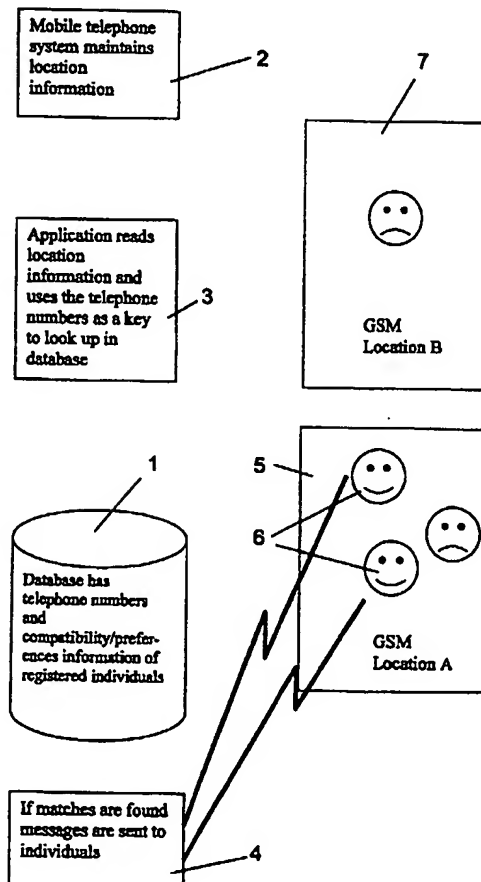 Mobile telephone
system maintains
location
information
2
7
Application reads
location
information and
uses the telephone
numbers as a key
to look up in
database
3
GSM
Location B
1
5
6
Database has
telephone numbers
and
compatibility/prefer-
ences information of
registered individuals
GSM
Location A
If matches are found
messages are sent to
individuals
4